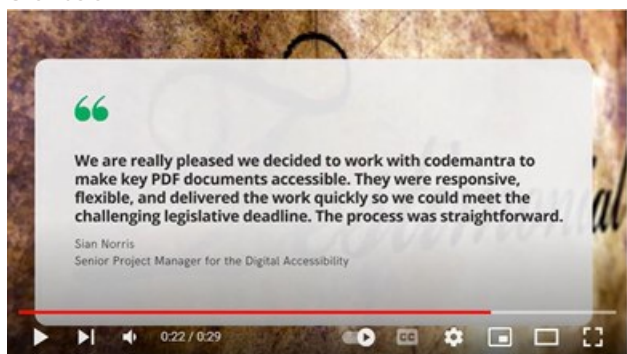 We are really pleased we decided to work with codemantra to
make key PDF documents accessible. They were responsive,
flexible, and delivered the work quickly so we could meet the
challenging legislative deadline. The process was straightforward.
Sian Norris
Senior Project Manager for the Digital Accessibility
0:22 / 0:29
CC